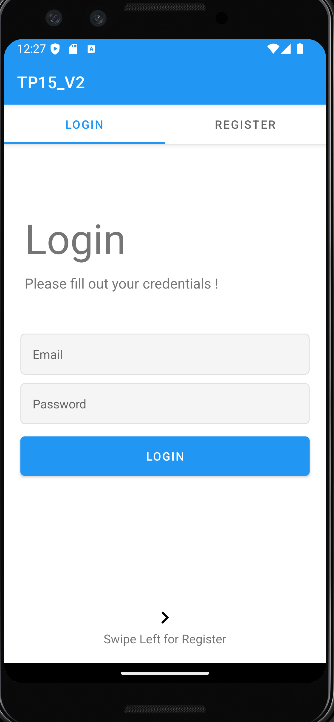 12:27
TP15_V2
LOGIN
REGISTER
Login
Please fill out your credentials !
Email
Password
LOGIN
Swipe Left for Register